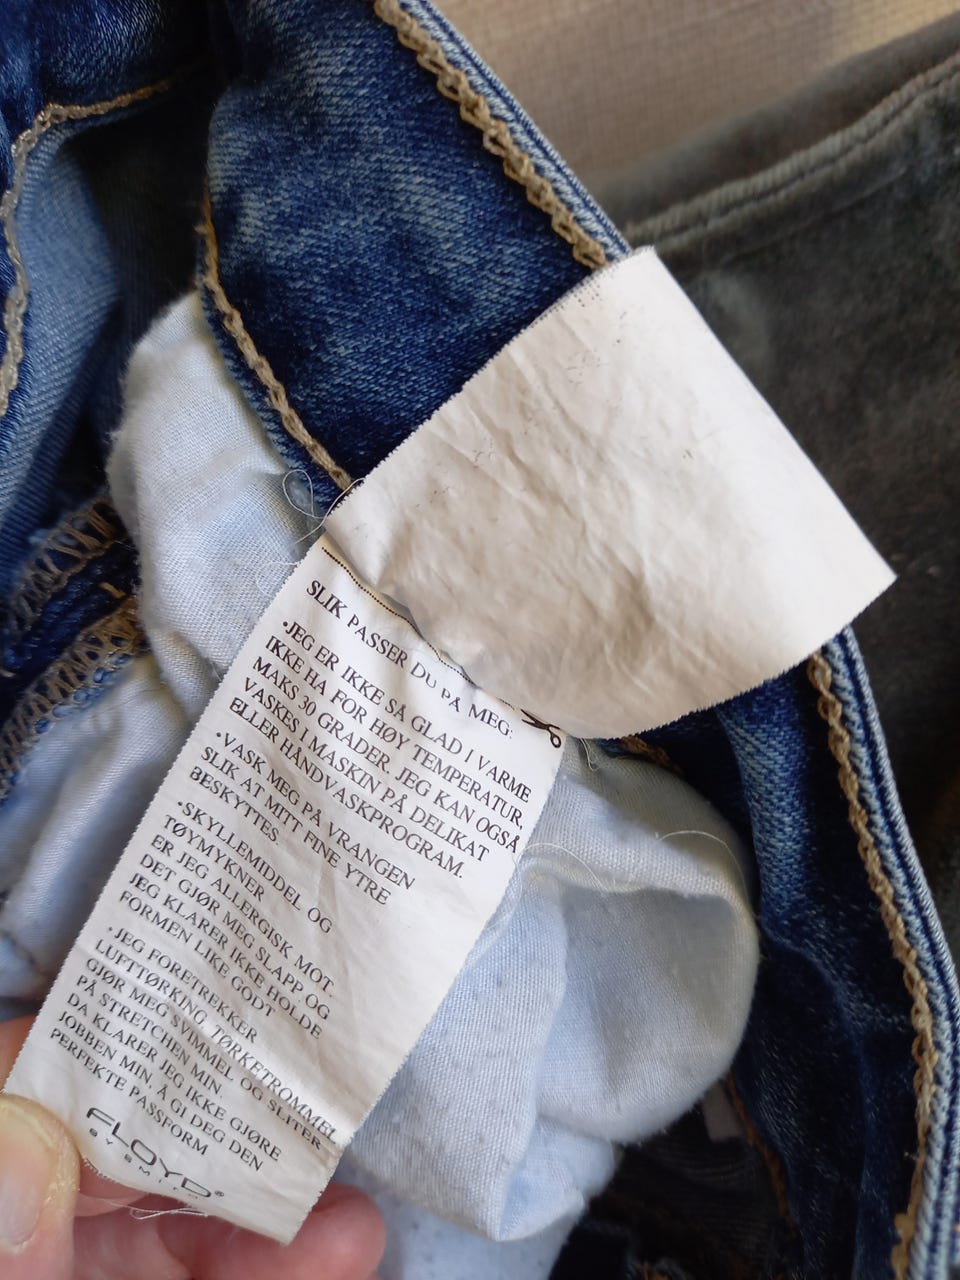 SLIK PASSER DU PÅ MEG:
•JEG ER IKKE SÅ GLAD I VARME
IKKE HA FOR HØY TEMPERATUR,
MAKS 30 GRADER. JEG KAN OGSÅ
VASKES I MASKIN PÅ DELIKAT
ELLER HÅNDVASKPROGRAM.
•VASK MEG PÅ VRANGEN
SLIK AT MITT FINE YTRE
BESKYTTES.
•SKYLLEMIDDEL OG
TØYMYKNER
ER JEG ALLERGISK MOT.
DET GJØR MEG SLAPP OG
JEG KLARER IKKE HOLDE
FORMEN LIKE GODT
•JEG FORETREKKER
LUFTTØRKING. TØRKETROMMEL
GJØR MEG SVIMMEL OG SLITER
PÅ STRETCHEN MIN.
DA KLARER JEG IKKE GJØRE
JOBBEN MIN, Å GI DEG DEN
PERFEKTE PASSFORM
FLOYD®
BY SMITH